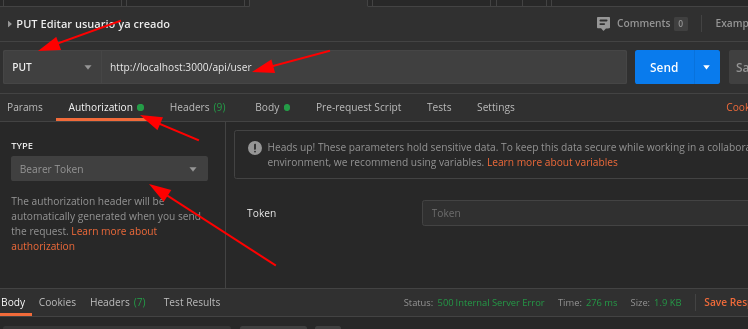 PUT Editar usuario ya creado
Comments 0
Examp
PUT
http://localhost:3000/api/user
Send
Sa
Params Authorization Headers (9) Body Pre-request Script Tests Settings Cook
TYPE
Bearer Token
The authorization header will be
automatically generated when you send
the request. Learn more about
authorization
Heads up! These parameters hold sensitive data. To keep this data secure while working in a collabora
environment, we recommend using variables. Learn more about variables
Token
Token
Body Cookies Headers (7) Test Results Status: 500 Internal Server Error Time: 276 ms Size: 1.9 KB Save Res